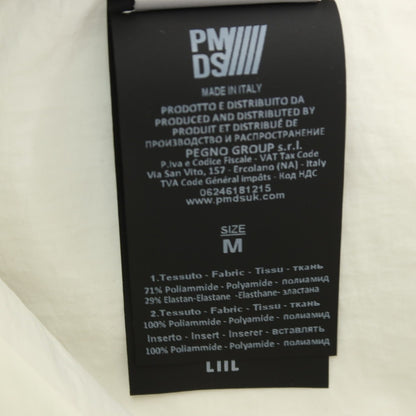 PM
DS
MADE IN ITALY
PRODOTTO E DISTRIBUITO DA
PRODUCED AND DISTRIBUTED BY
PRODUIT ET DISTRIBUÉ DE
ПРОИЗВОДСТВО И РАСПРОСТРАНЕНИЕ
PEGNO GROUP s.r.l.
P.Iva e Codice Fiscale - VAT Tax Code
Via San Vito, 157 - Ercolano (NA) - Italy
TVA Code Général impôts - Код НДС
06246181215
www.pmdsuk.com
SIZE
M
1.Tessuto - Fabric - Tissu - ткань
71% Poliammide - Polyamide - полиамид
29% Elastan-Elastane - Elasthane- эластана
2.Tessuto - Fabric - Tissu - ткань
100% Poliammide - Polyamide - полиамид
Inserto - Insert - Inserer - вставлять
100% Poliammide - Polyamide - полиамид